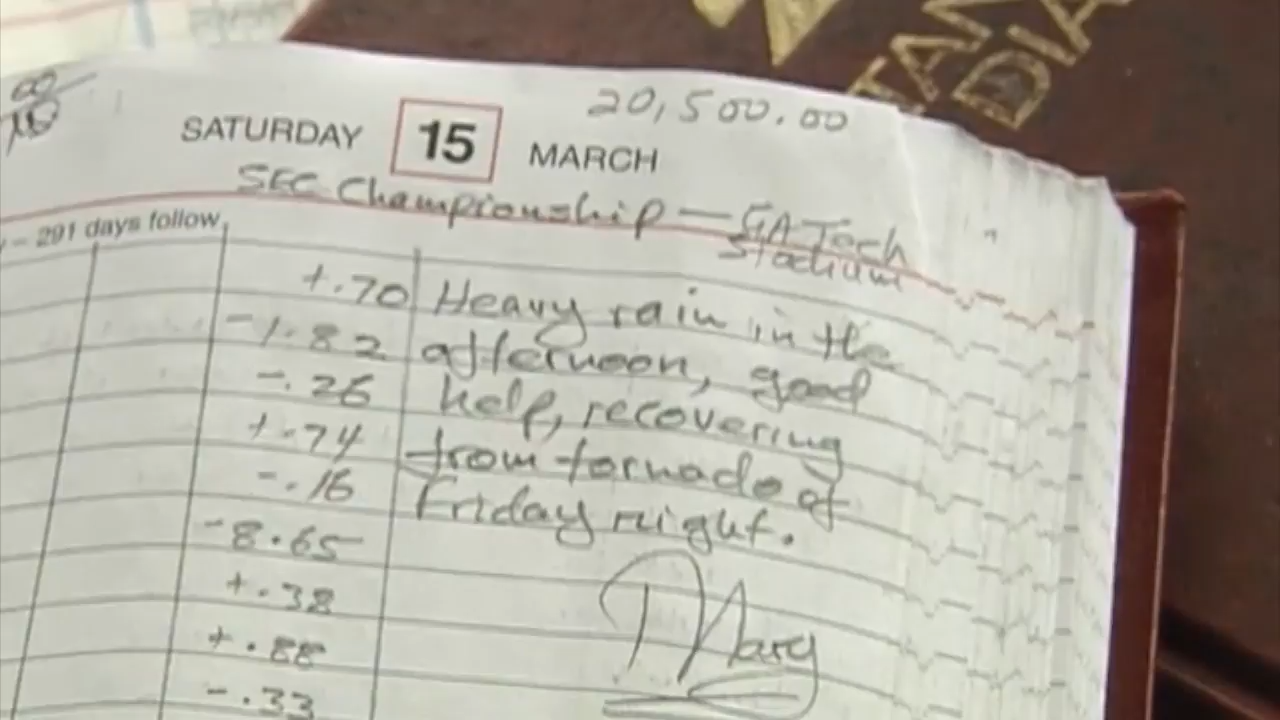 STAN
DIA
20,500.00
SATURDAY 15 MARCH
SEC Championship — GA Tech
Stadium
– 291 days follow
+.70 Heavy rain in the
-1.82 afternoon, good
-.26 help, recovering
+.74 from tornado of
-.16 Friday night.
-8.65
+.38
+.88
-.33